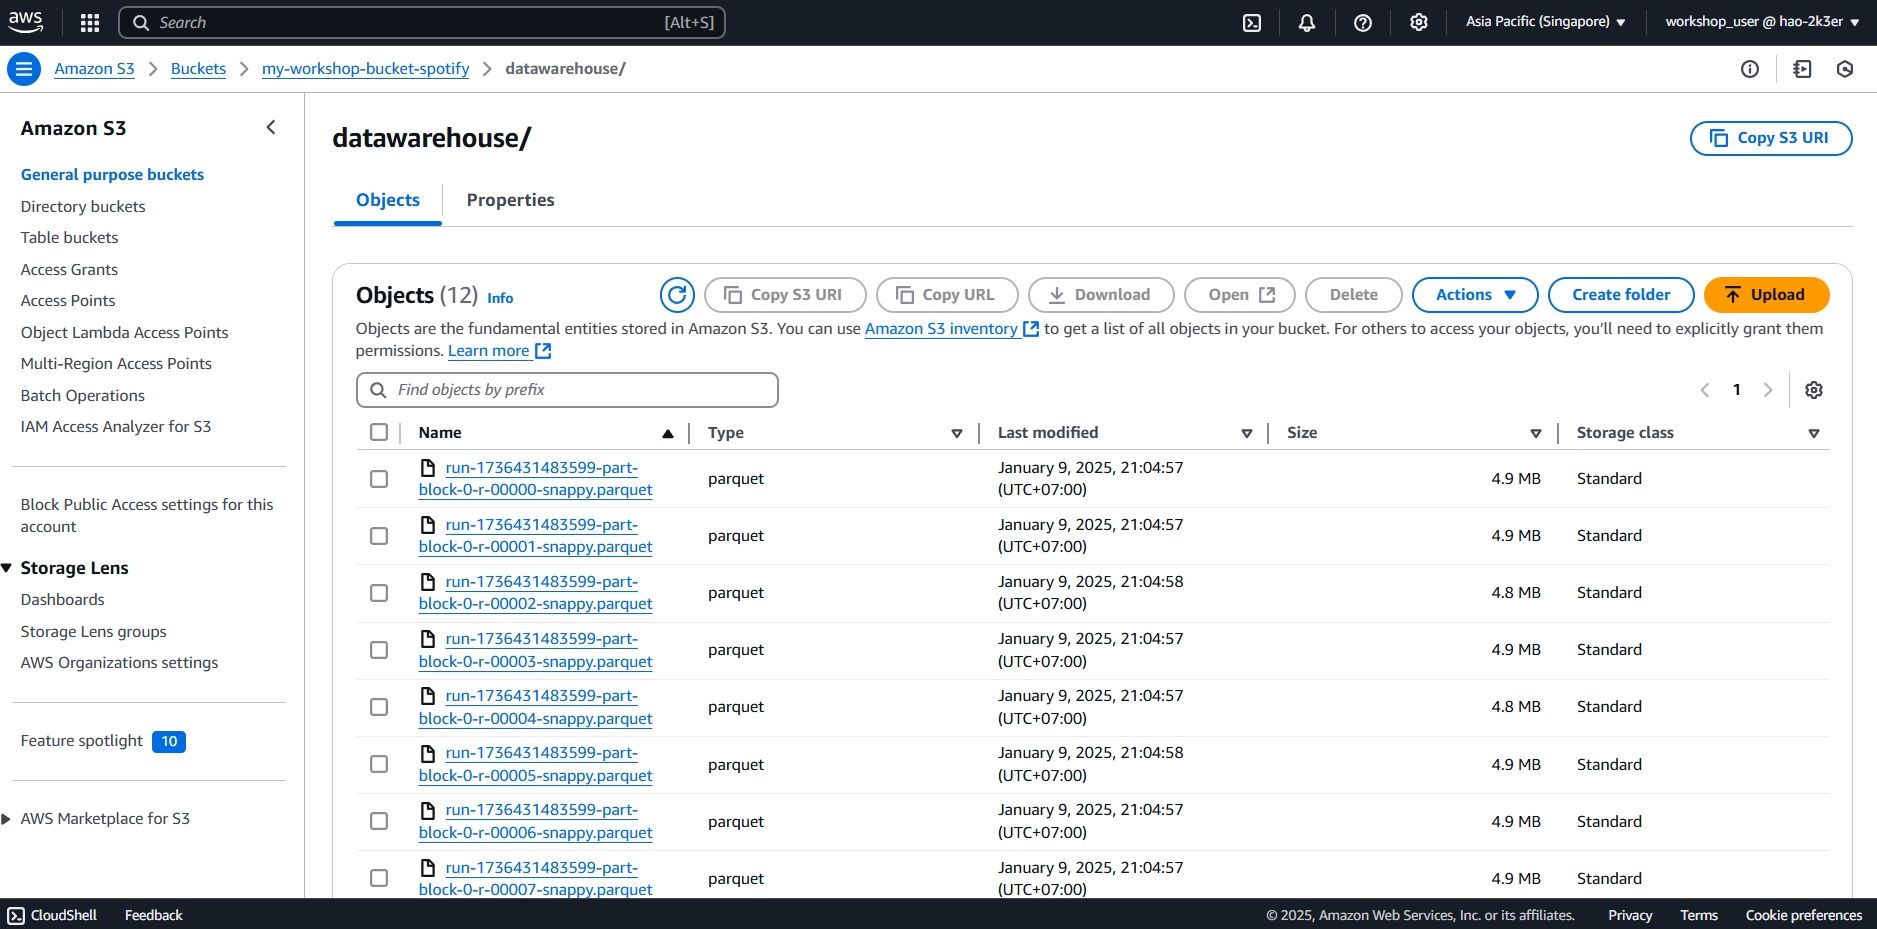 aws
Search [Alt+S]
Asia Pacific (Singapore)
workshop_user @ hao-2k3er
Amazon S3
Buckets
my-workshop-bucket-spotify
datawarehouse/
Amazon S3
General purpose buckets
Directory buckets
Table buckets
Access Grants
Access Points
Object Lambda Access Points
Multi-Region Access Points
Batch Operations
IAM Access Analyzer for S3
Block Public Access settings for this
account
Storage Lens
Dashboards
Storage Lens groups
AWS Organizations settings
Feature spotlight 10
AWS Marketplace for S3
datawarehouse/
Copy S3 URI
Objects
Properties
Objects (12) Info
Copy S3 URI
Copy URL
Download
Open
Delete
Actions
Create folder
Upload
Objects are the fundamental entities stored in Amazon S3. You can use Amazon S3 inventory to get a list of all objects in your bucket. For others to access your objects, you’ll need to explicitly grant them
permissions. Learn more
Find objects by prefix
1
Name Type Last modified Size Storage class
run-1736431483599-part-
block-0-r-00000-snappy.parquet
parquet
January 9, 2025, 21:04:57
(UTC+07:00)
4.9 MB
Standard
run-1736431483599-part-
block-0-r-00001-snappy.parquet
parquet
January 9, 2025, 21:04:57
(UTC+07:00)
4.9 MB
Standard
run-1736431483599-part-
block-0-r-00002-snappy.parquet
parquet
January 9, 2025, 21:04:58
(UTC+07:00)
4.8 MB
Standard
run-1736431483599-part-
block-0-r-00003-snappy.parquet
parquet
January 9, 2025, 21:04:57
(UTC+07:00)
4.9 MB
Standard
run-1736431483599-part-
block-0-r-00004-snappy.parquet
parquet
January 9, 2025, 21:04:57
(UTC+07:00)
4.8 MB
Standard
run-1736431483599-part-
block-0-r-00005-snappy.parquet
parquet
January 9, 2025, 21:04:58
(UTC+07:00)
4.9 MB
Standard
run-1736431483599-part-
block-0-r-00006-snappy.parquet
parquet
January 9, 2025, 21:04:57
(UTC+07:00)
4.9 MB
Standard
run-1736431483599-part-
block-0-r-00007-snappy.parquet
parquet
January 9, 2025, 21:04:57
(UTC+07:00)
4.9 MB
Standard
CloudShell
Feedback
© 2025, Amazon Web Services, Inc. or its affiliates.
Privacy
Terms
Cookie preferences